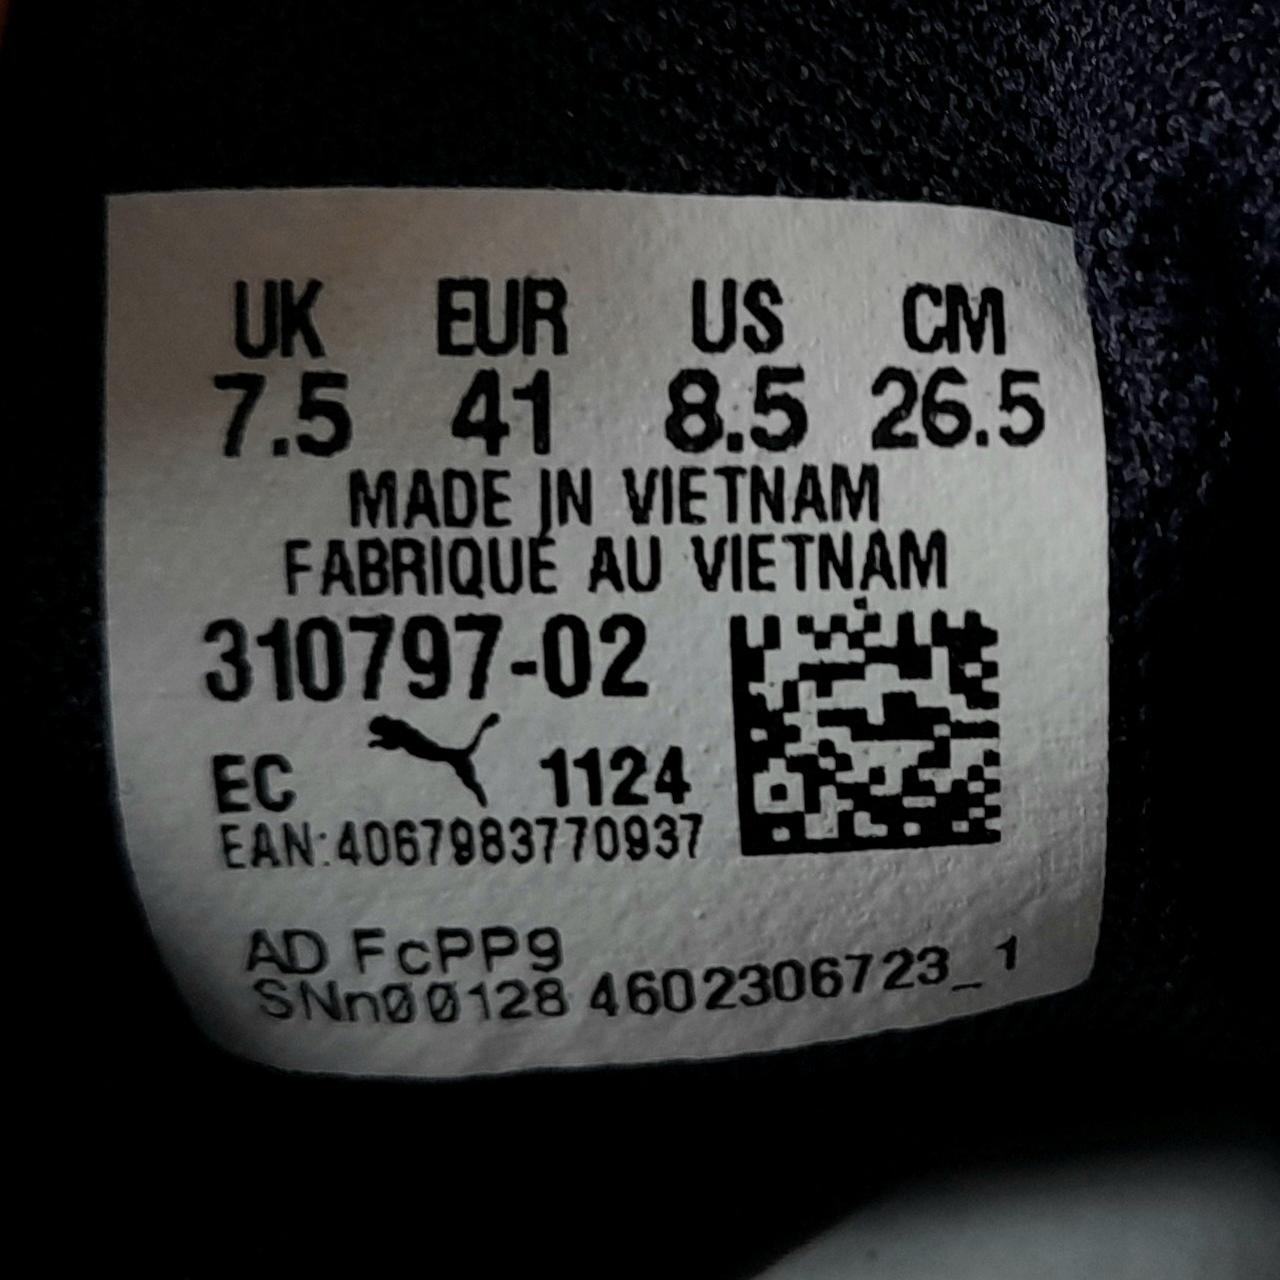 UK EUR US CM
7.5 41 8.5 26.5
MADE IN VIETNAM
FABRIQUÉ AU VIETNAM
310797-02
EC 1124
EAN:4067983770937
AD FcPP9
SNn00128 4602306723_1